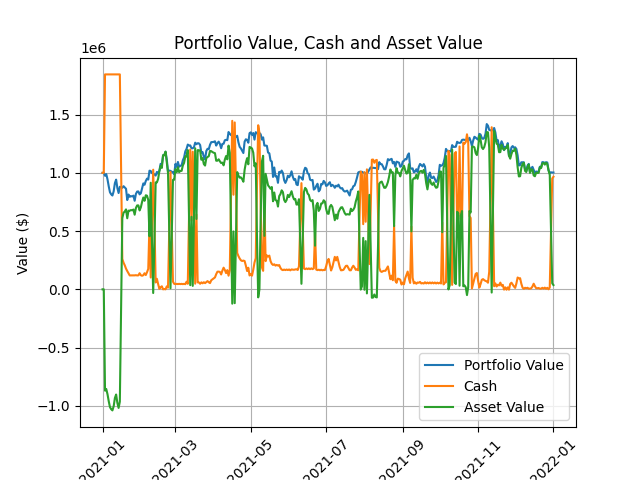 Portfolio Value, Cash and Asset Value
1e6
1.5
1.0
0.5
0.0
−0.5
−1.0
Value ($)
2021-01
2021-03
2021-05
2021-07
2021-09
2021-11
2022-01
Portfolio Value
Cash
Asset Value